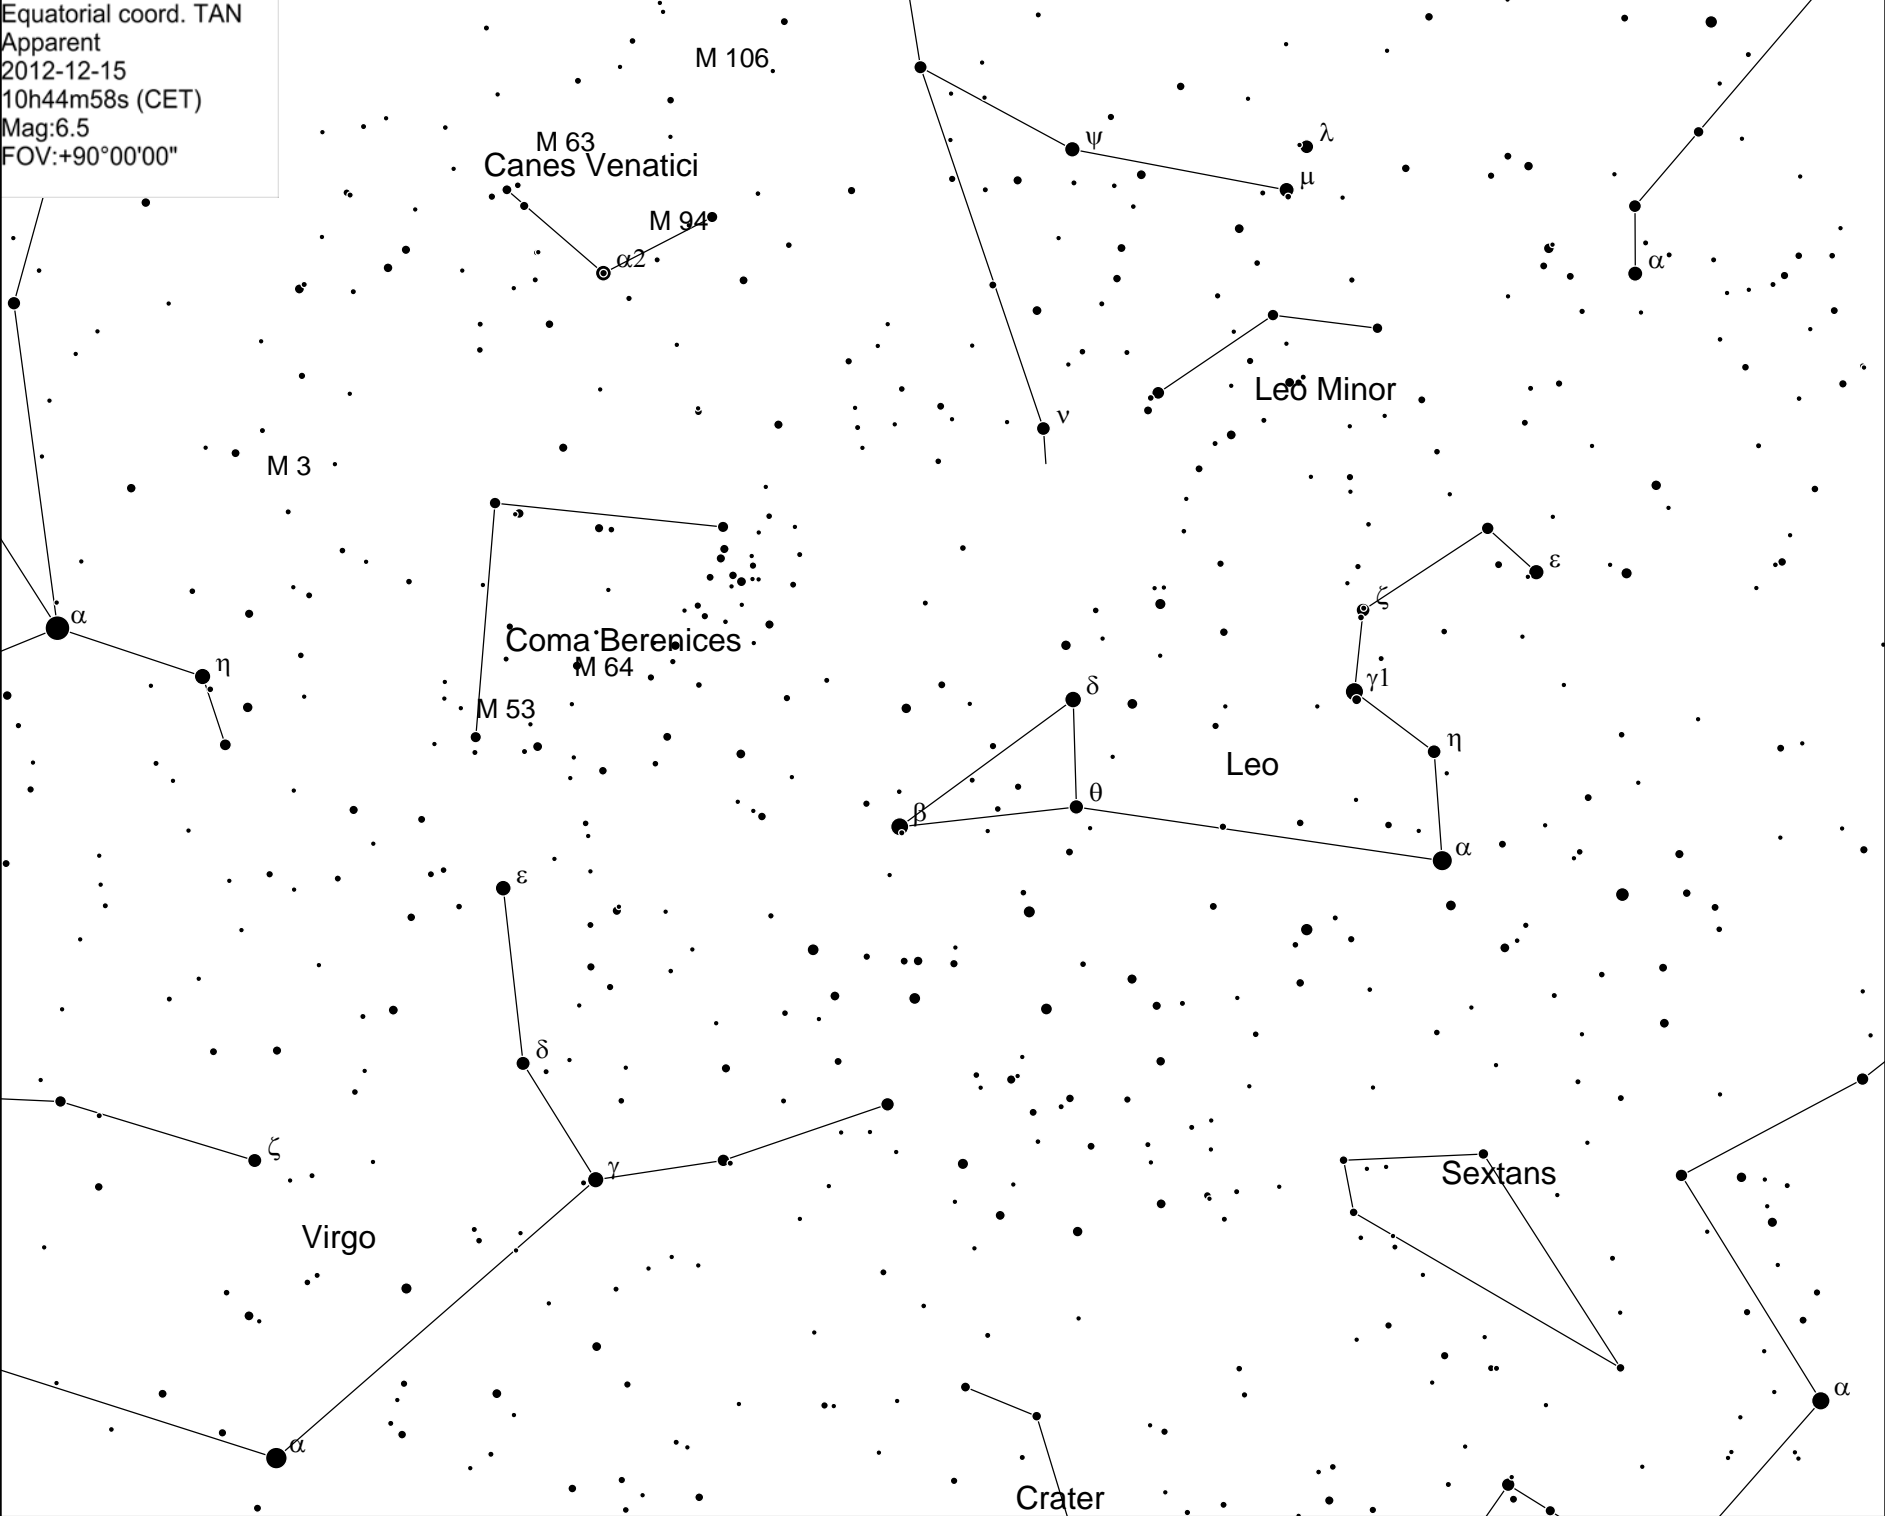 Equatorial coord. TAN
Apparent
2012-12-15
10h44m58s (CET)
Mag:6.5
FOV:+90°00'00"
M 106
ψ
λ
M 63
Canes Venatici
μ
M 94
α2
α
Leo Minor
ν
M 3
ε
ζ
α
Coma Berenices
M 64
η
γ1
δ
M 53
η
Leo
θ
β
α
ε
δ
ζ
γ
Sextans
Virgo
α
α
Crater